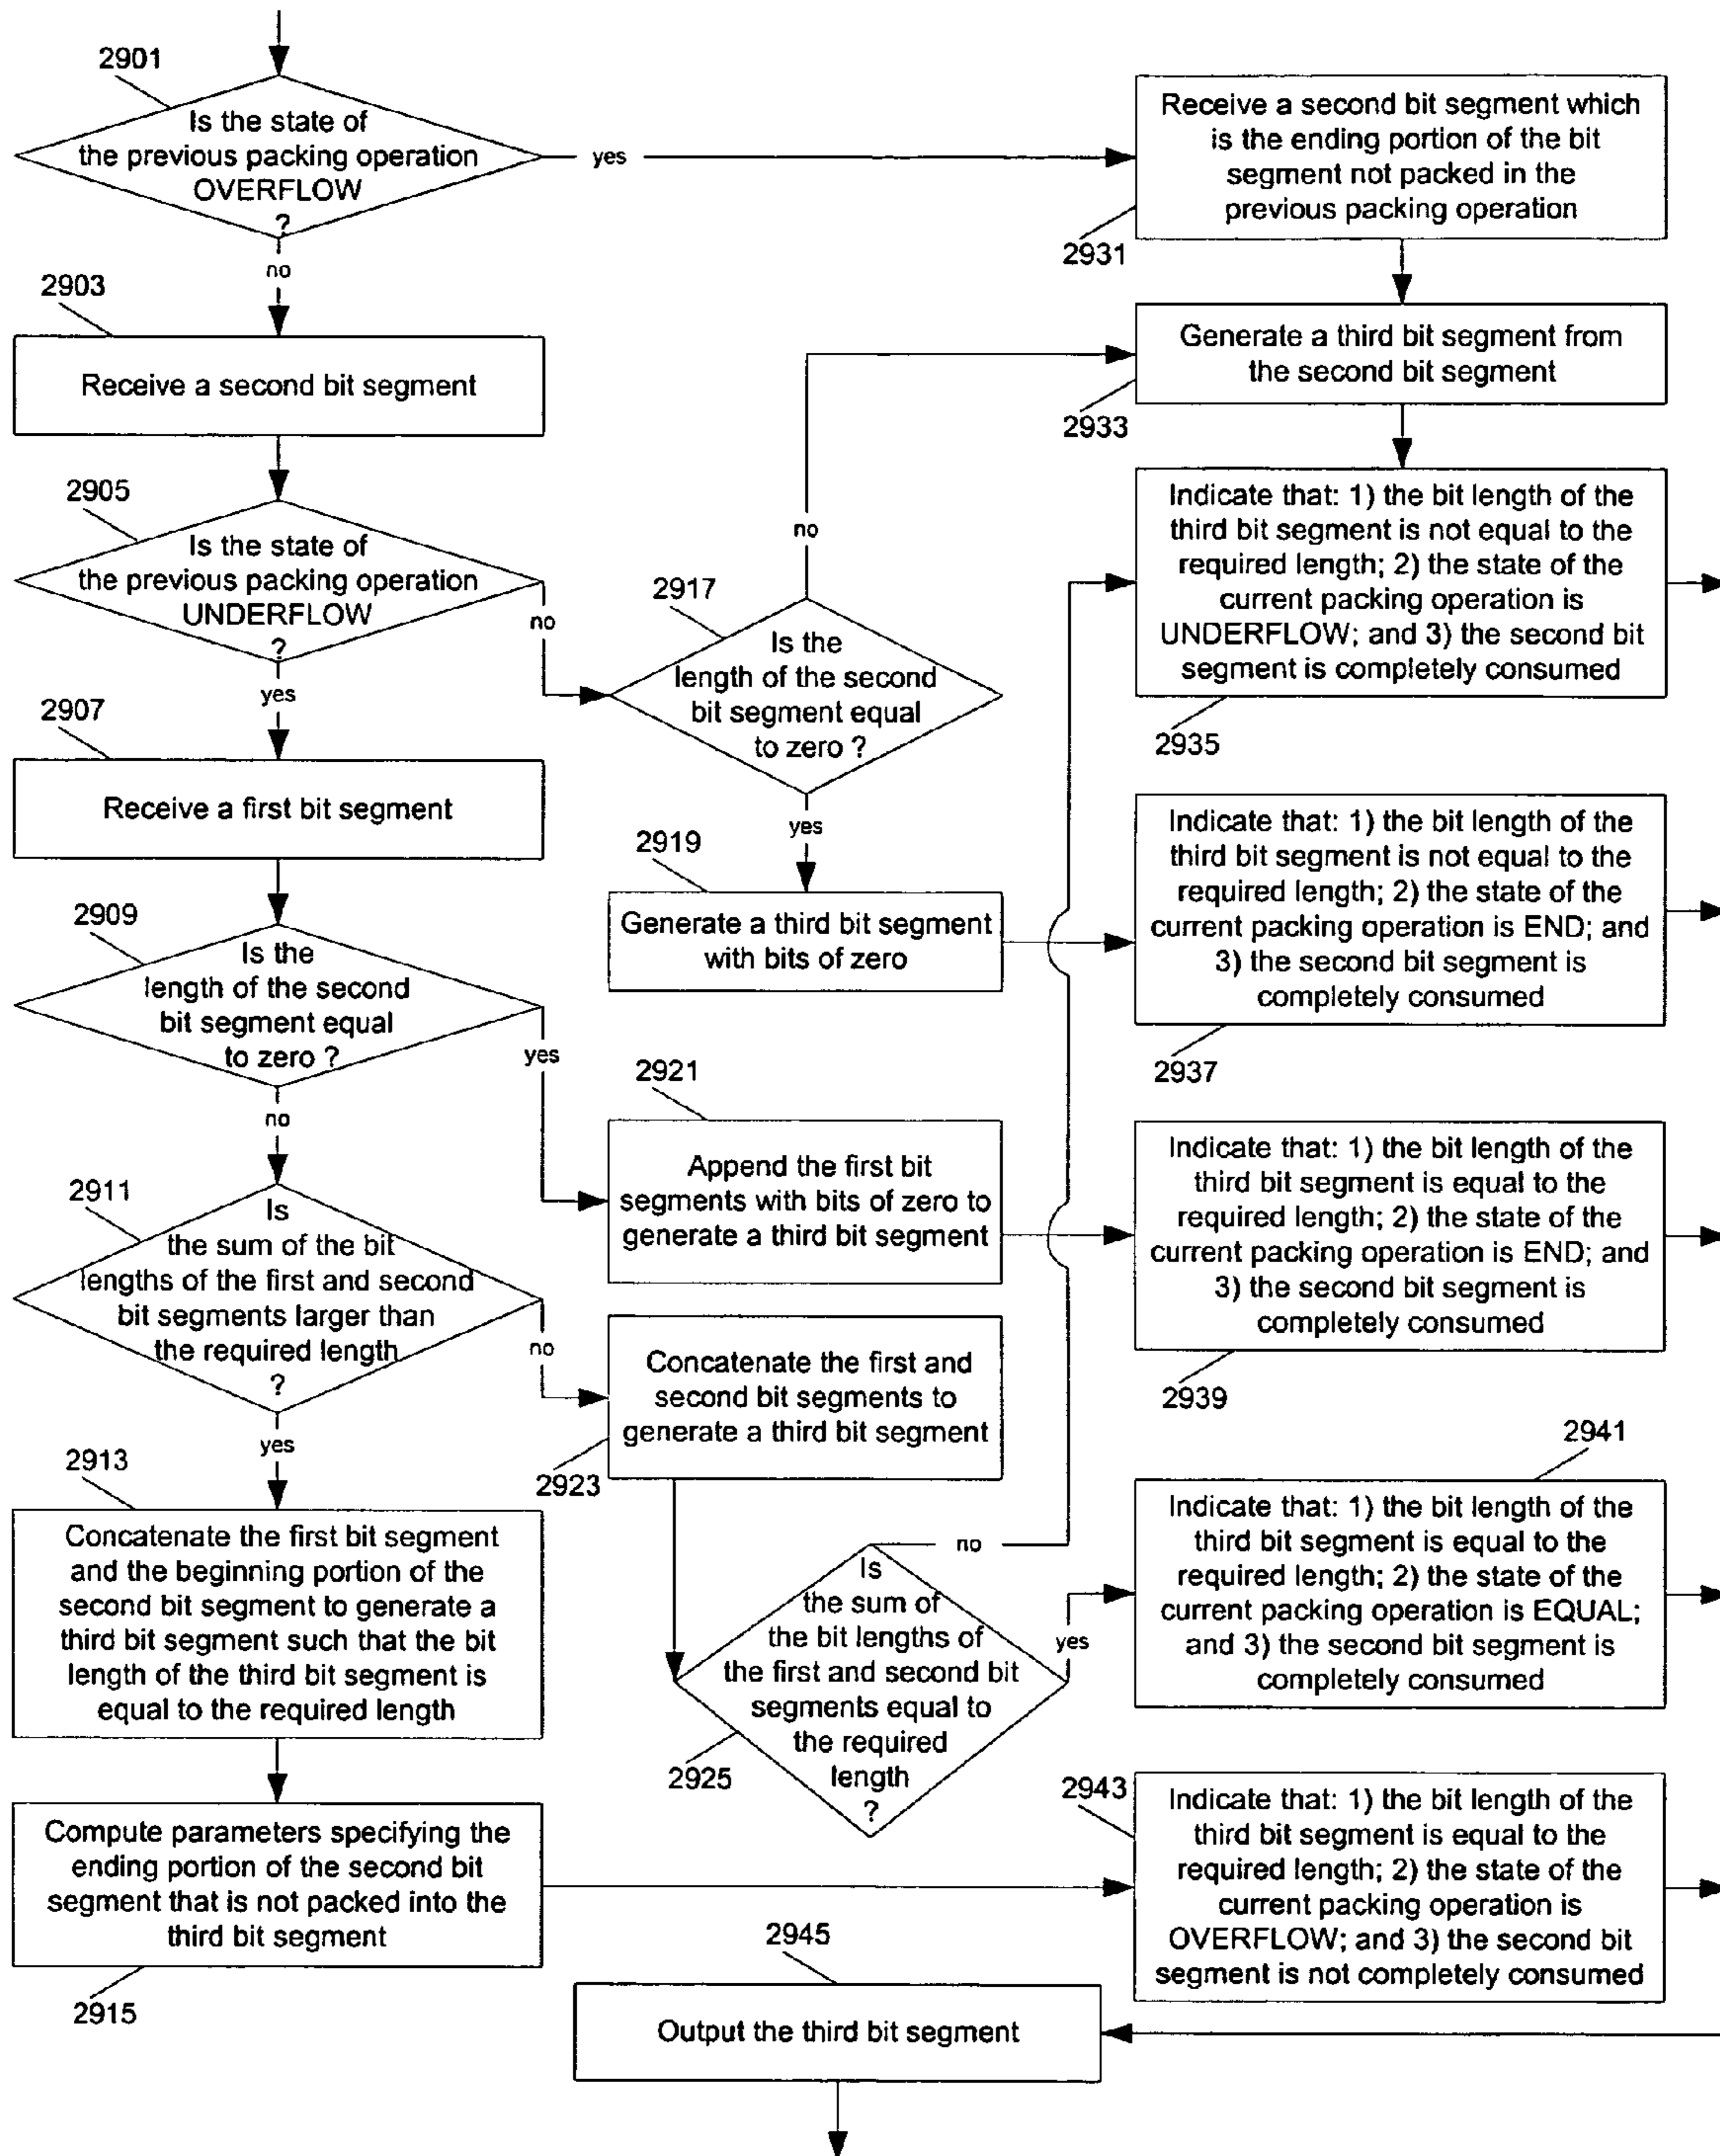 2901
Is the state of
the previous packing operation
OVERFLOW
?
yes
no
Receive a second bit segment which
is the ending portion of the bit
segment not packed in the
previous packing operation
2931
2903
Receive a second bit segment
Generate a third bit segment from
the second bit segment
2933
2905
Is the state of
the previous packing operation
UNDERFLOW
?
no
yes
2917
Is the
length of the second
bit segment equal
to zero ?
no
yes
Indicate that: 1) the bit length of the
third bit segment is not equal to the
required length; 2) the state of the
current packing operation is
UNDERFLOW; and 3) the second bit
segment is completely consumed
2935
2907
Receive a first bit segment
2919
Generate a third bit segment
with bits of zero
Indicate that: 1) the bit length of the
third bit segment is not equal to the
required length; 2) the state of the
current packing operation is END; and
3) the second bit segment is
completely consumed
2937
2909
Is the
length of the second
bit segment equal
to zero ?
yes
no
2921
Append the first bit
segments with bits of zero to
generate a third bit segment
Indicate that: 1) the bit length of the
third bit segment is equal to the
required length; 2) the state of the
current packing operation is END; and
3) the second bit segment is
completely consumed
2939
2911
Is
the sum of the bit
lengths of the first and second
bit segments larger than
the required length
?
no
yes
Concatenate the first and
second bit segments to
generate a third bit segment
2923
2941
Indicate that: 1) the bit length of the
third bit segment is equal to the
required length; 2) the state of the
current packing operation is EQUAL;
and 3) the second bit segment is
completely consumed
2913
Concatenate the first bit segment
and the beginning portion of the
second bit segment to generate a
third bit segment such that the bit
length of the third bit segment is
equal to the required length
no
Is
the sum of
the bit lengths of
the first and second bit
segments equal to
the required
length
?
yes
2925
2943
Indicate that: 1) the bit length of the
third bit segment is equal to the
required length; 2) the state of the
current packing operation is
OVERFLOW; and 3) the second bit
segment is not completely consumed
Compute parameters specifying the
ending portion of the second bit
segment that is not packed into the
third bit segment
2915
2945
Output the third bit segment